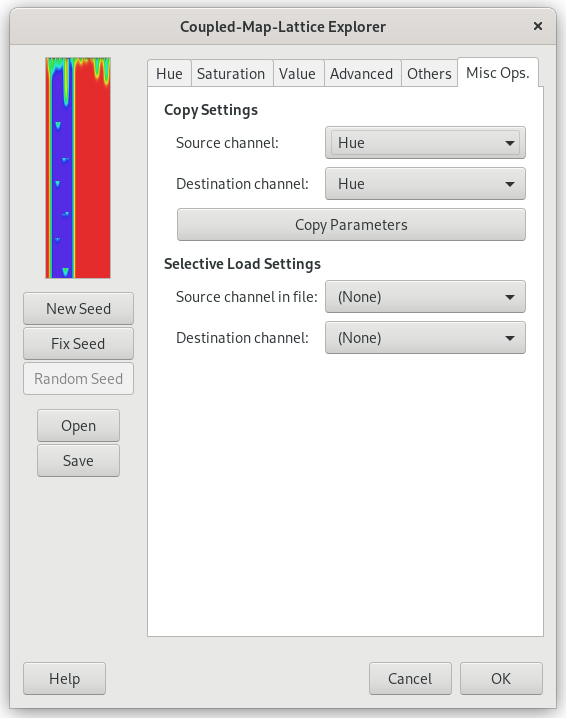 Coupled-Map-Lattice Explorer
Hue Saturation Value Advanced Others Misc Ops.
Copy Settings
Source channel: Hue
Destination channel: Hue
Copy Parameters
Selective Load Settings
Source channel in file: (None)
Destination channel: (None)
New Seed
Fix Seed
Random Seed
Open
Save
Help Cancel OK